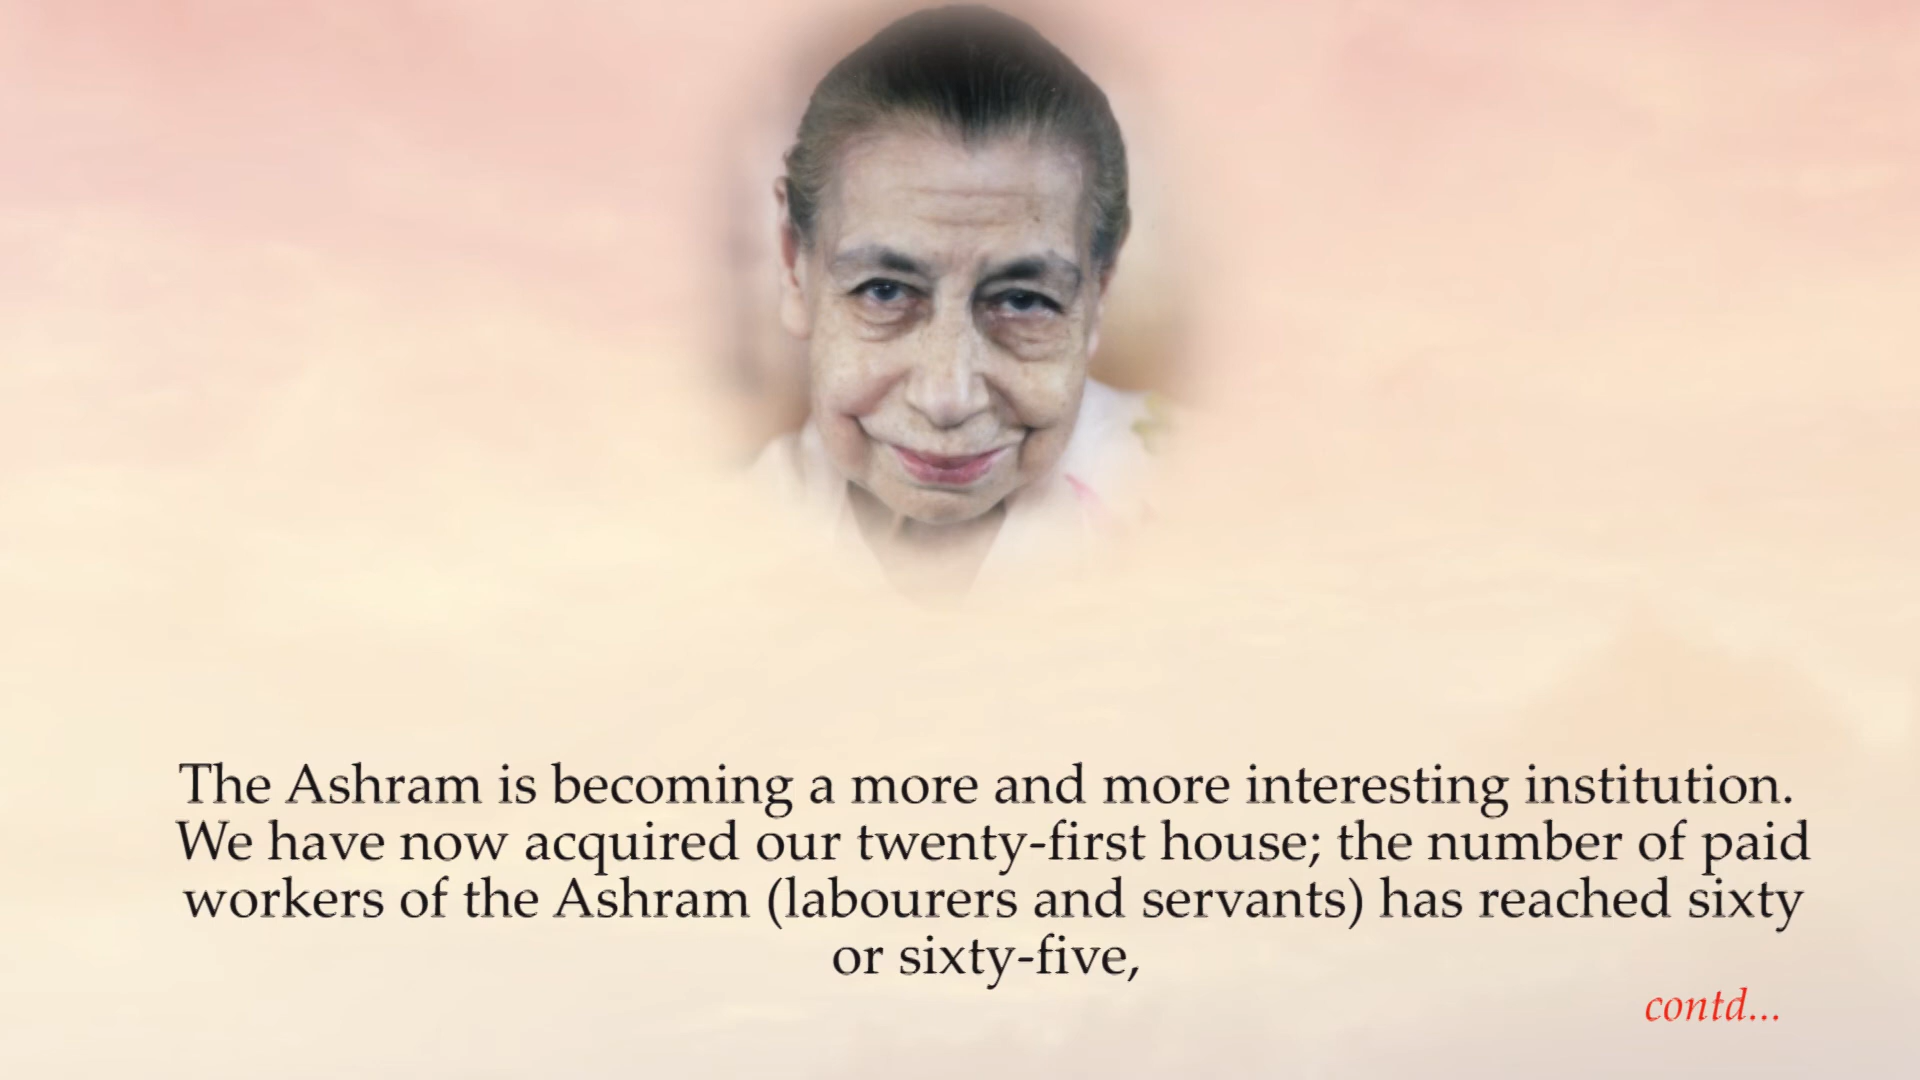 The Ashram is becoming a more and more interesting institution.
We have now acquired our twenty-first house; the number of paid
workers of the Ashram (labourers and servants) has reached sixty
or sixty-five,
contd...